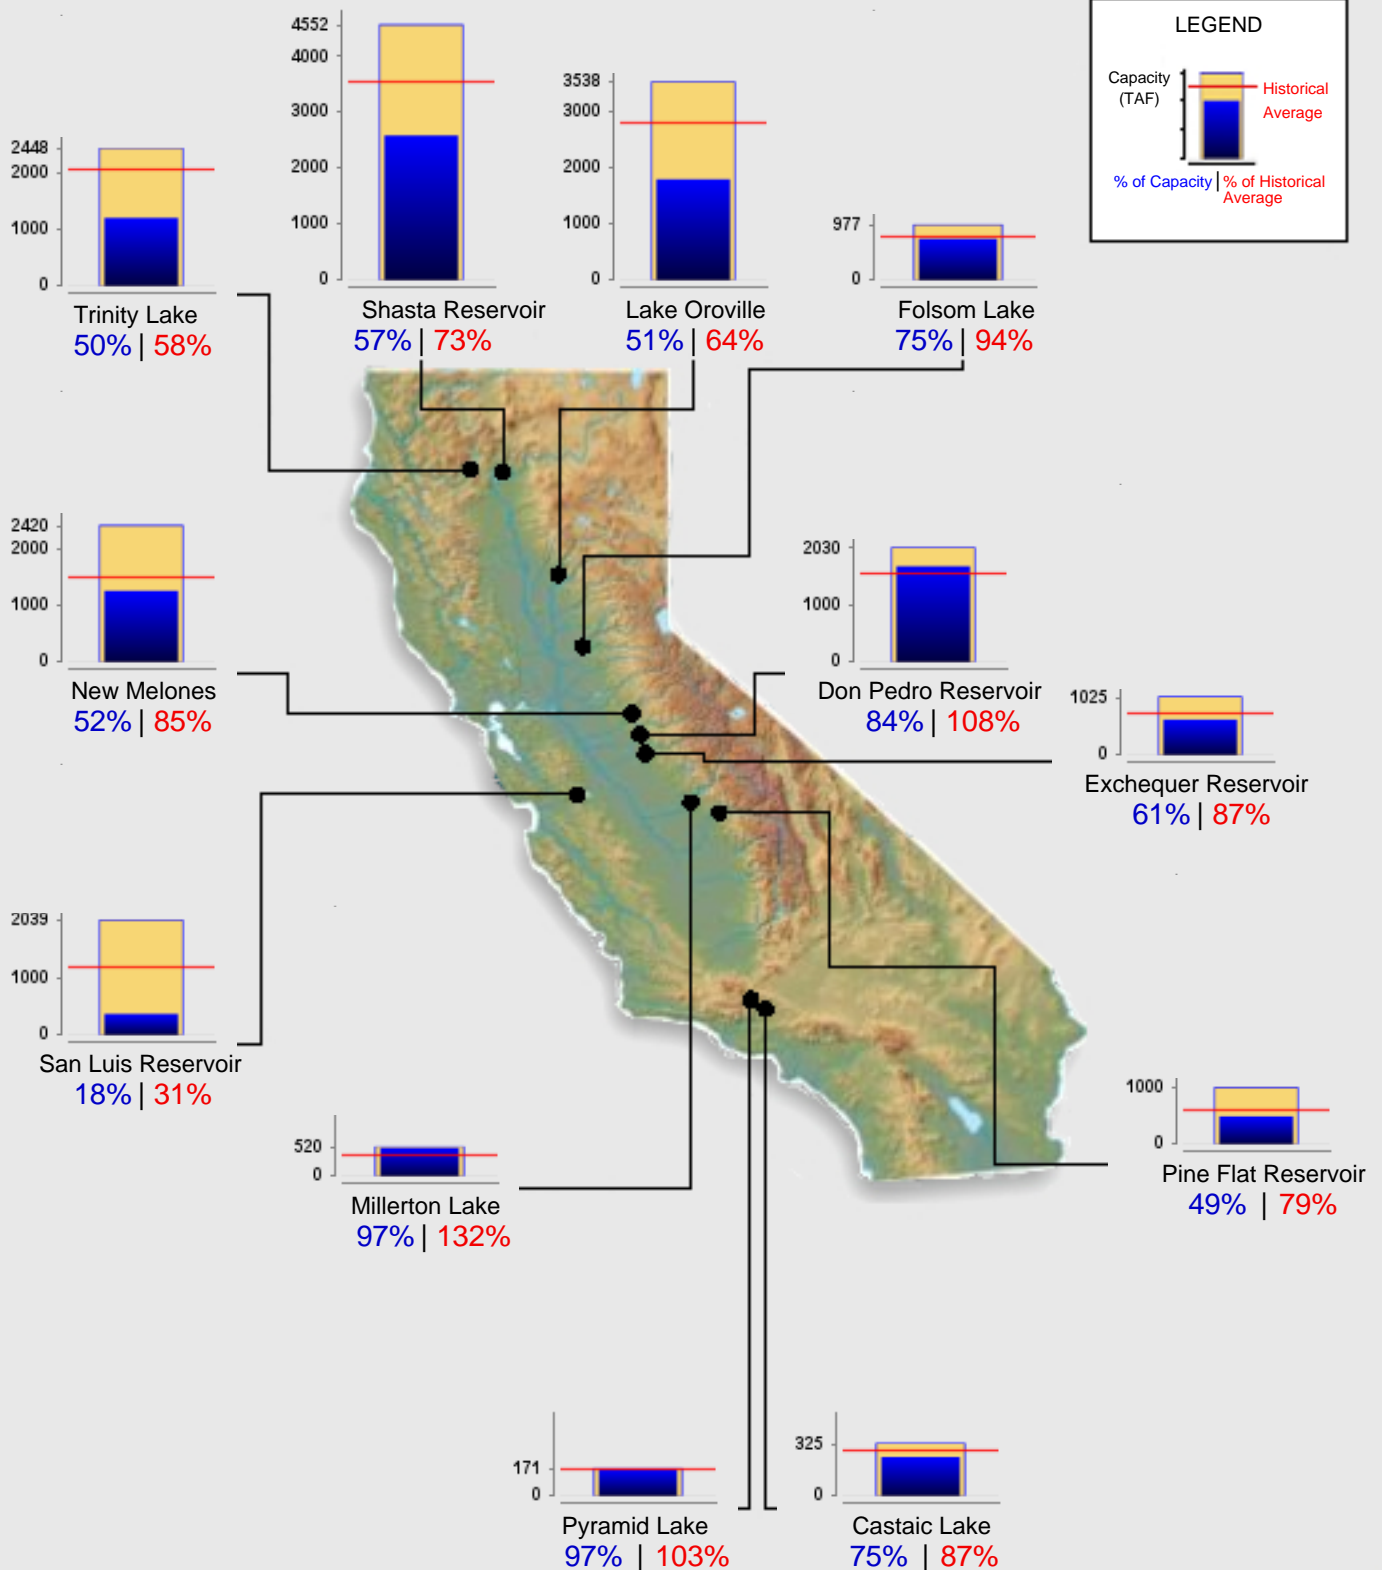 LEGEND
Capacity
(TAF)
Historical
Average
% of Capacity | % of Historical
Average
4552
4000
3000
2000
1000
0
Shasta Reservoir
57% | 73%
3538
3000
2000
1000
0
Lake Oroville
51% | 64%
2448
2000
1000
0
Trinity Lake
50% | 58%
977
0
Folsom Lake
75% | 94%
2420
2000
1000
0
New Melones
52% | 85%
2030
1000
0
Don Pedro Reservoir
84% | 108%
1025
0
Exchequer Reservoir
61% | 87%
2039
1000
0
San Luis Reservoir
18% | 31%
520
0
Millerton Lake
97% | 132%
1000
0
Pine Flat Reservoir
49% | 79%
171
0
Pyramid Lake
97% | 103%
325
0
Castaic Lake
75% | 87%